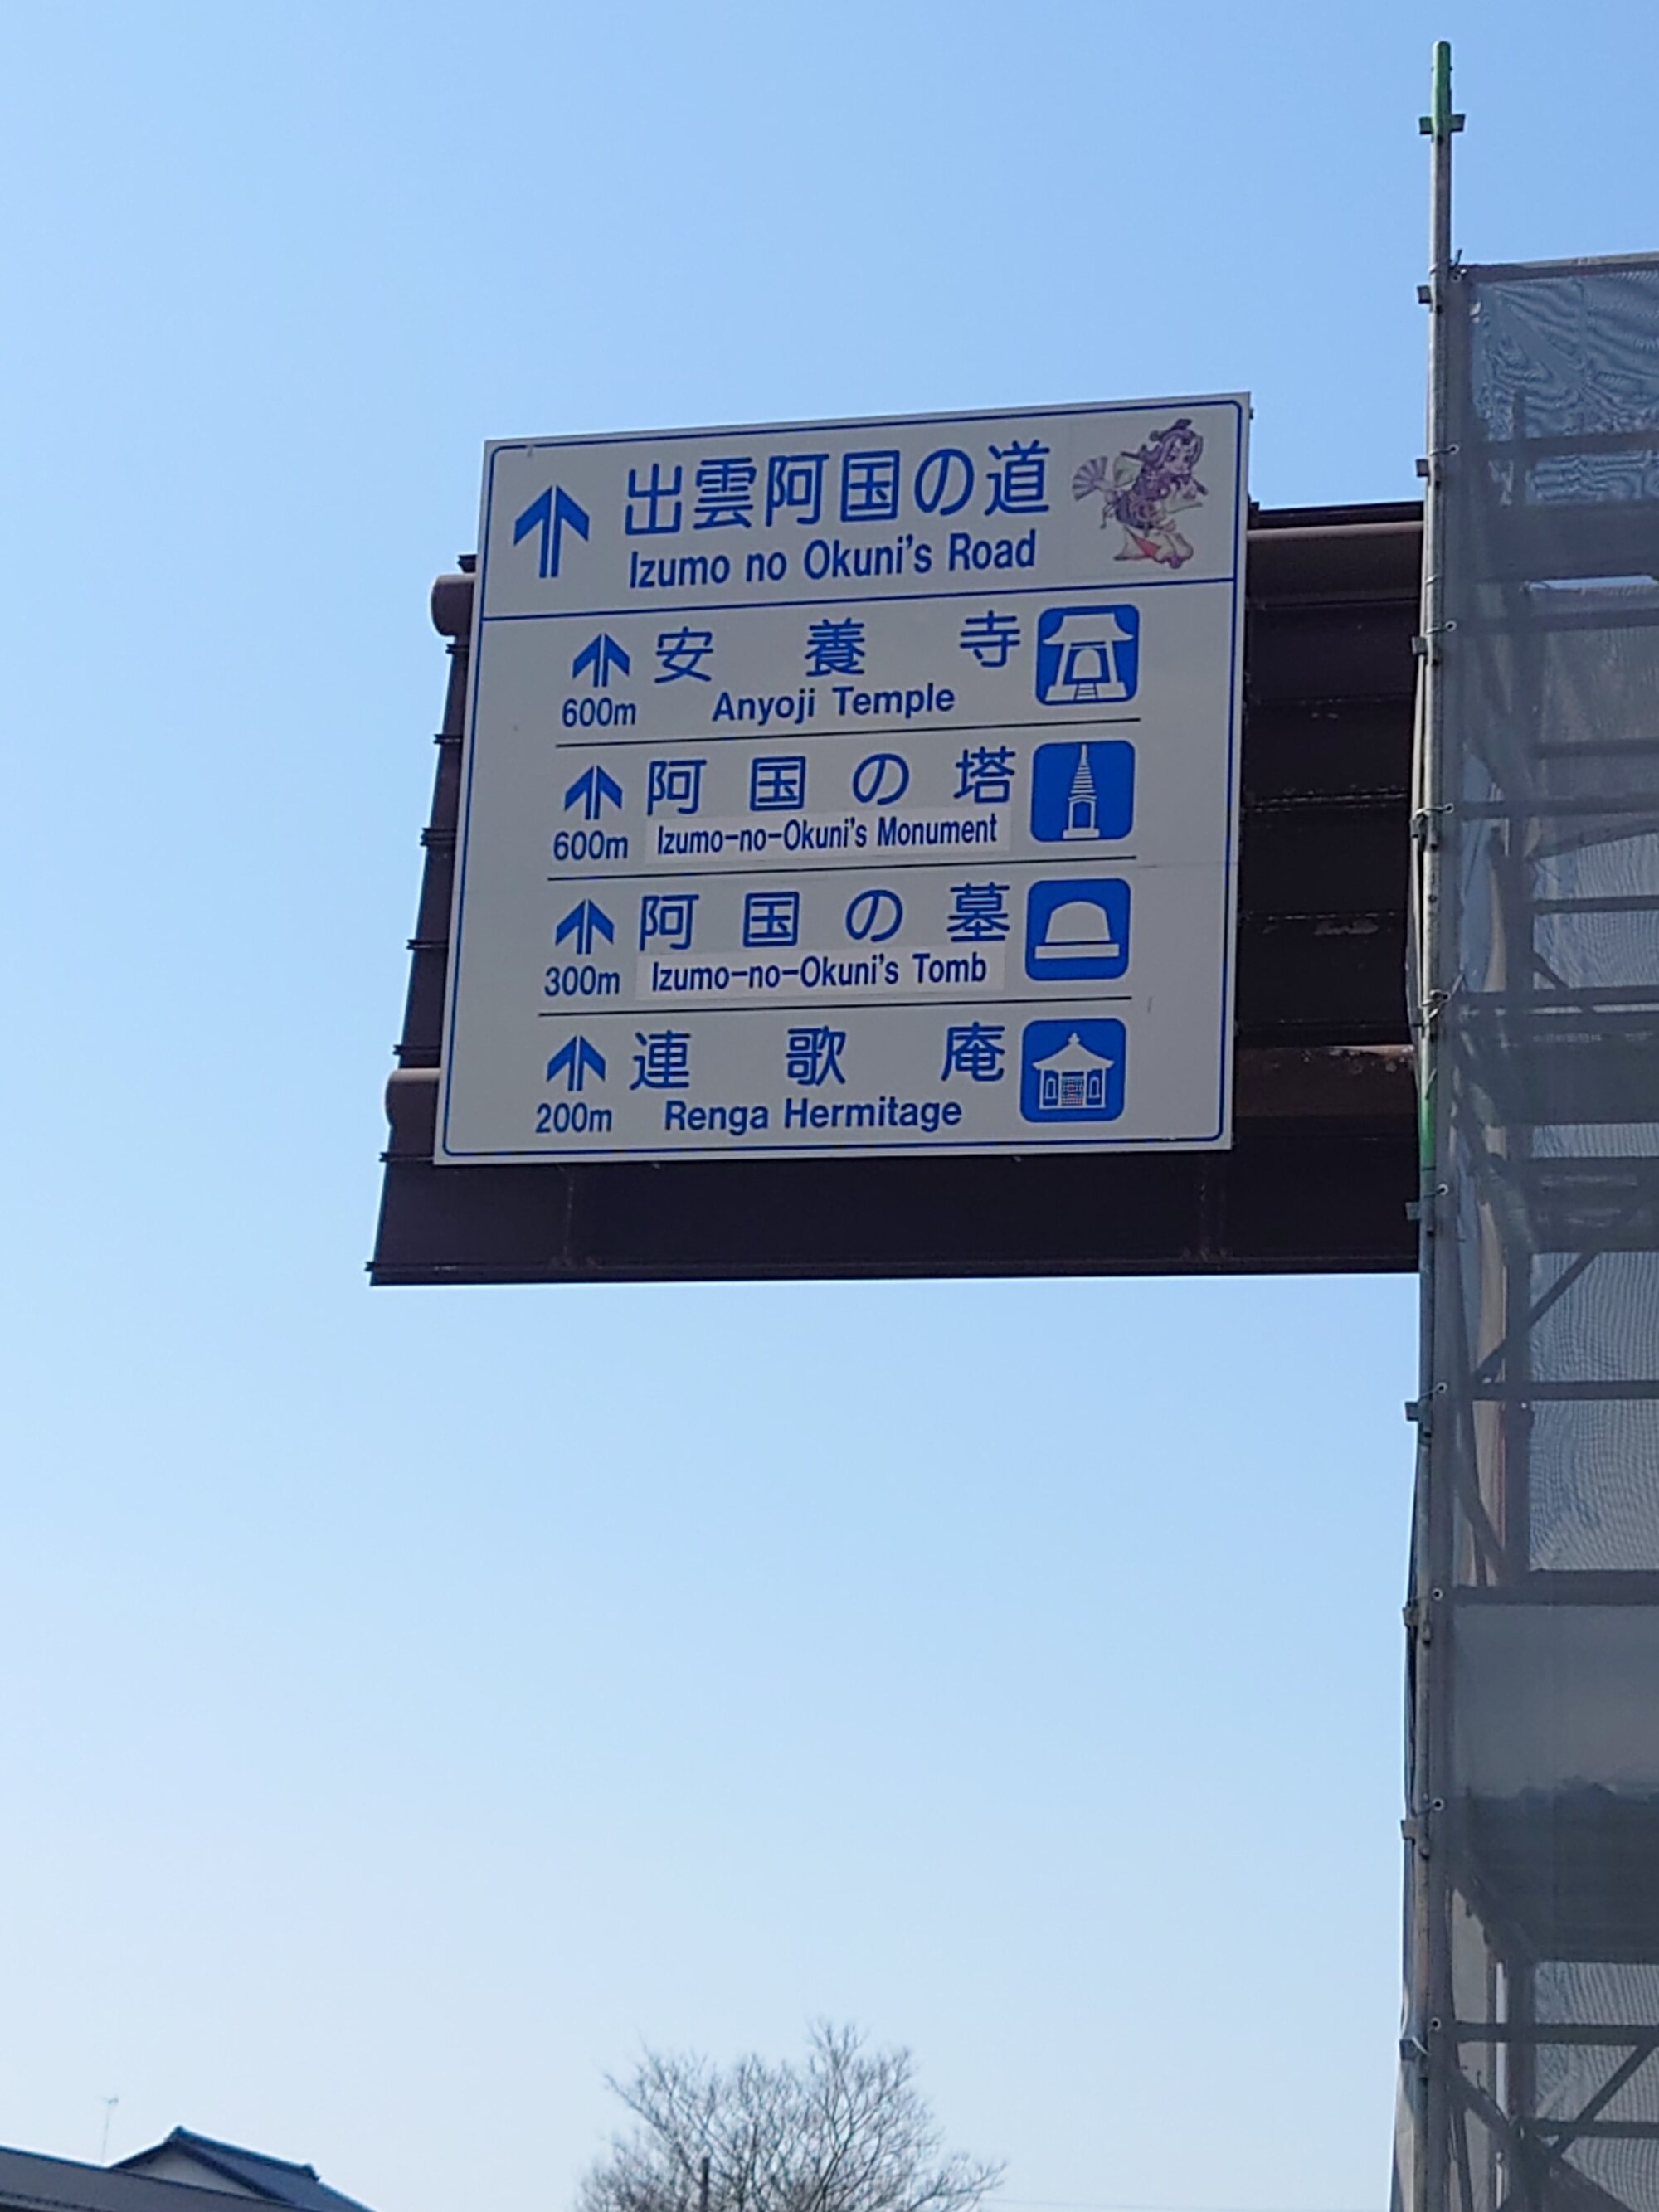 出雲阿国の道
Izumo no Okuni's Road
安養寺
600m Anyoji Temple
阿国の塔
600m Izumo-no-Okuni's Monument
阿国の墓
300m Izumo-no-Okuni's Tomb
連歌庵
200m Renga Hermitage